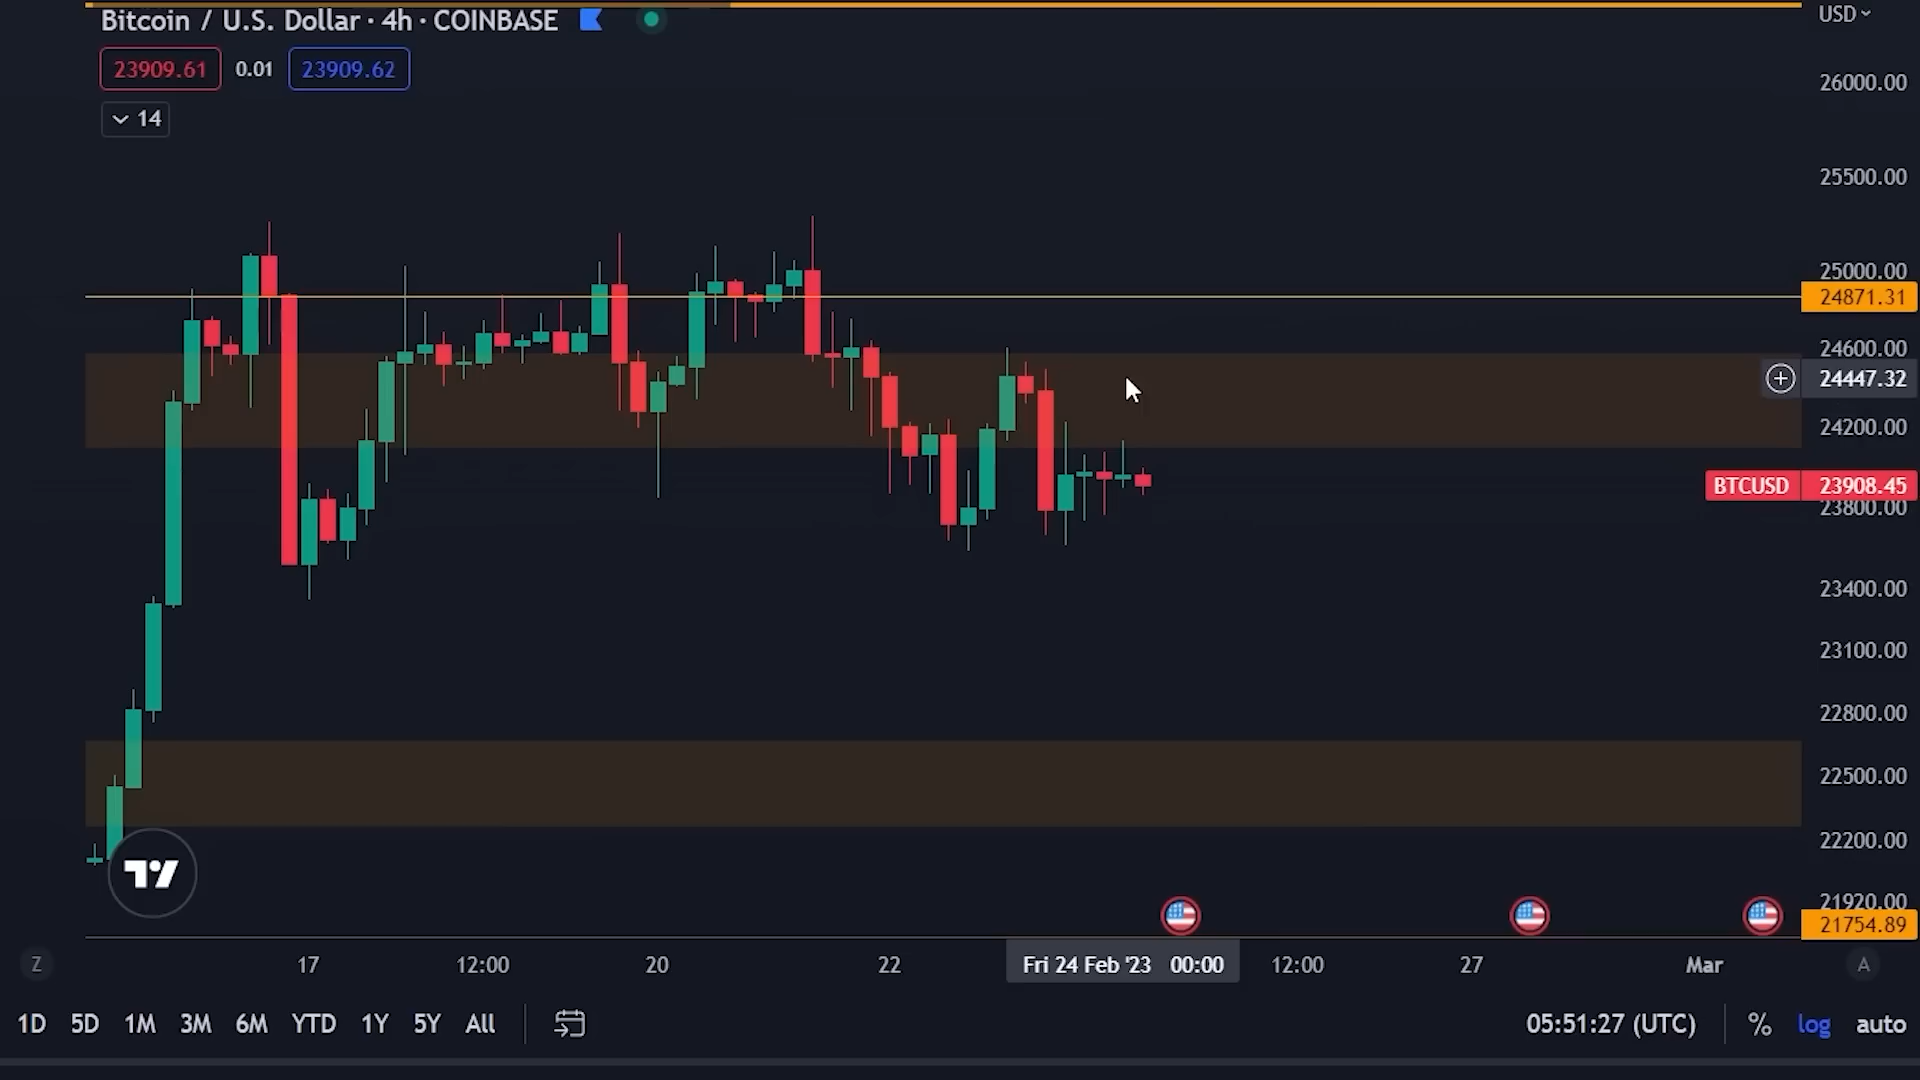 Bitcoin / U.S. Dollar · 4h · COINBASE
USD
23909.61 0.01 23909.62
14
26000.00
25500.00
25000.00
24871.31
24600.00
24447.32
24200.00
BTCUSD 23908.45
23800.00
23400.00
23100.00
22800.00
22500.00
22200.00
21920.00
21754.89
Z 17 12:00 20 22 Fri 24 Feb '23 00:00 12:00 27 Mar A
1D 5D 1M 3M 6M YTD 1Y 5Y All 05:51:27 (UTC) % log auto